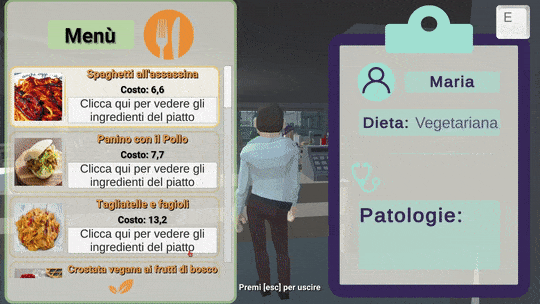 Menù
Spaghetti all'assassina
Costo: 6,6
Clicca qui per vedere gli
ingredienti del piatto
Panino con il Pollo
Costo: 7,7
Clicca qui per vedere gli
ingredienti del piatto
Tagliatelle e fagioli
Costo: 13,2
Clicca qui per vedere gli
ingredienti del piatto
Crostata vegana ai frutti di bosco
Premi [esc] per uscire
E
Maria
Dieta: Vegetariana
Patologie: